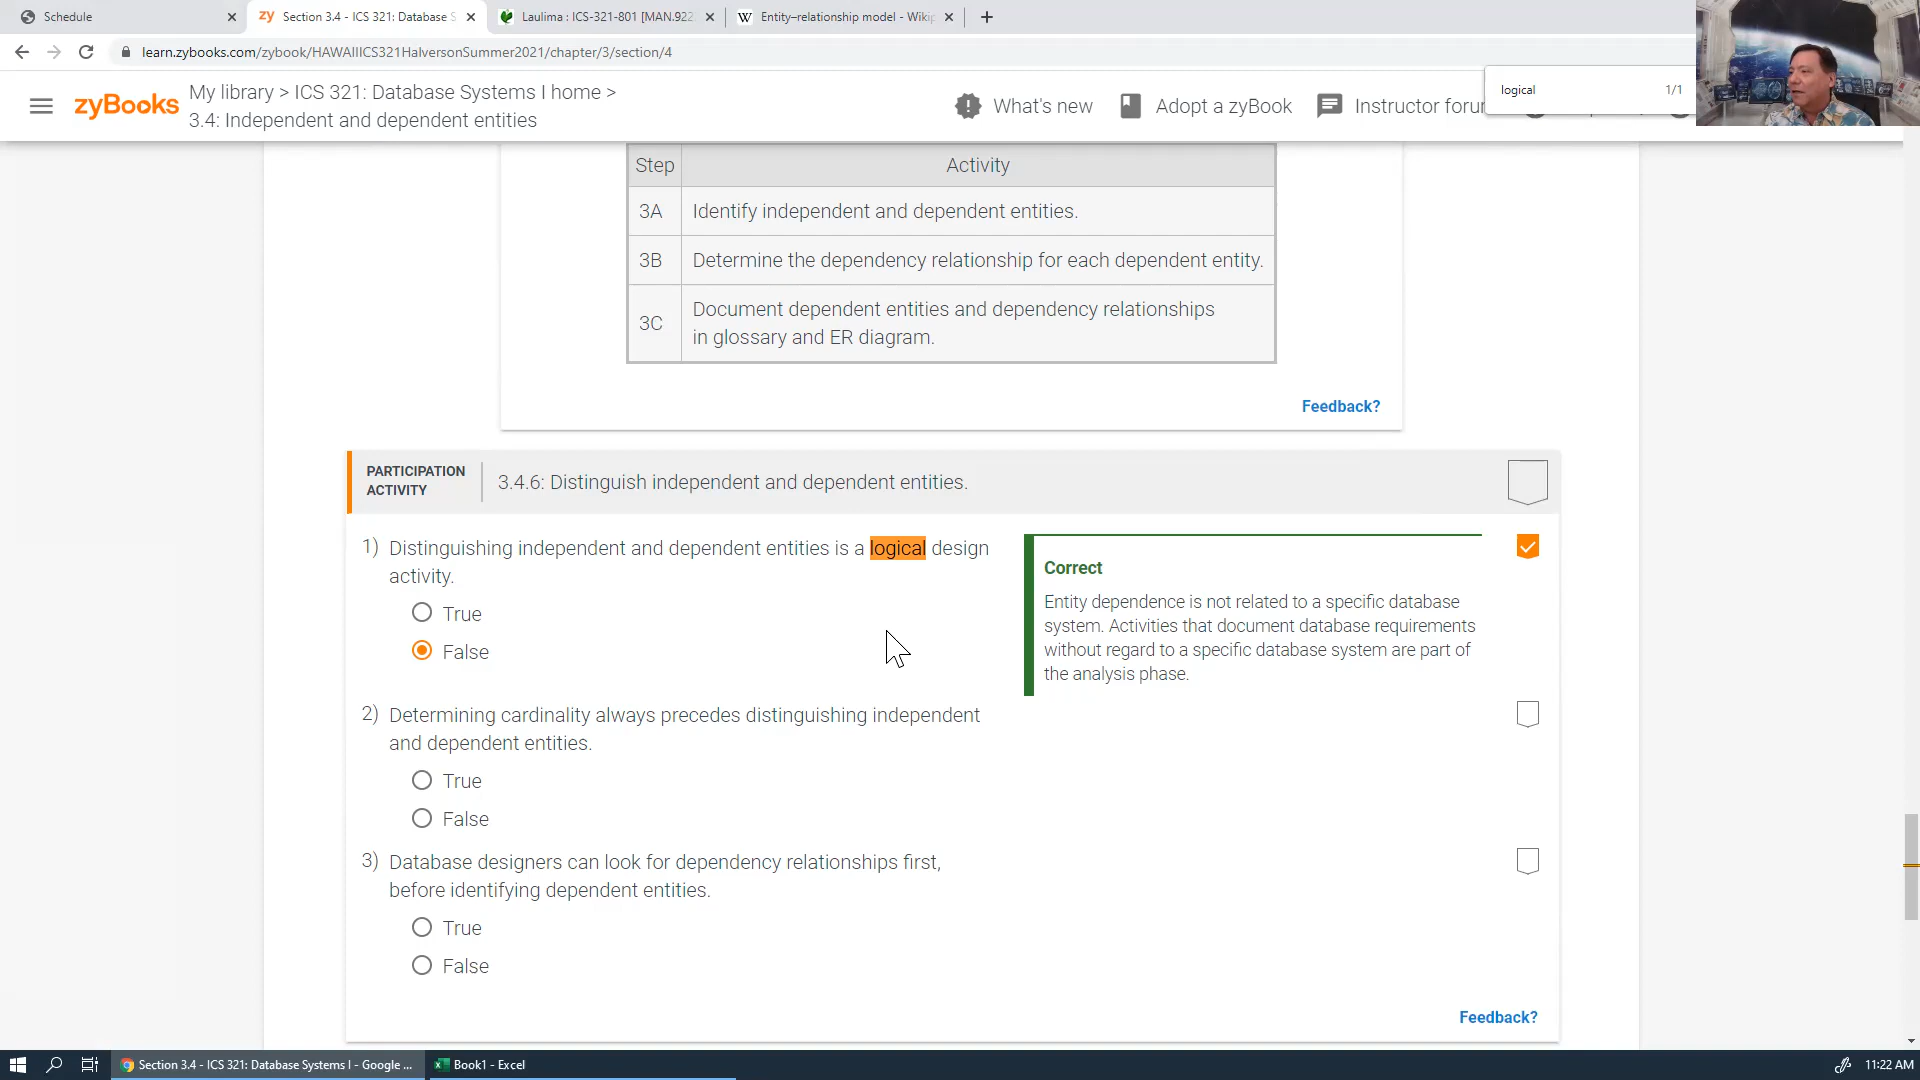 Schedule
zy Section 3.4 - ICS 321: Database S
Laulima : ICS-321-801 [MAN.922
W Entity–relationship model - Wikip
learn.zybooks.com/zybook/HAWAIIICS321HalversonSummer2021/chapter/3/section/4
zyBooks
My library > ICS 321: Database Systems I home >
3.4: Independent and dependent entities
What's new
Adopt a zyBook
Instructor forum
logical 1/1
Step Activity
3A Identify independent and dependent entities.
3B Determine the dependency relationship for each dependent entity.
3C Document dependent entities and dependency relationships
in glossary and ER diagram.
Feedback?
PARTICIPATION
ACTIVITY
3.4.6: Distinguish independent and dependent entities.
1) Distinguishing independent and dependent entities is a logical design
activity.
True
False
Correct
Entity dependence is not related to a specific database
system. Activities that document database requirements
without regard to a specific database system are part of
the analysis phase.
2) Determining cardinality always precedes distinguishing independent
and dependent entities.
True
False
3) Database designers can look for dependency relationships first,
before identifying dependent entities.
True
False
Feedback?
Section 3.4 - ICS 321: Database Systems I - Google ...
Book1 - Excel
11:22 AM